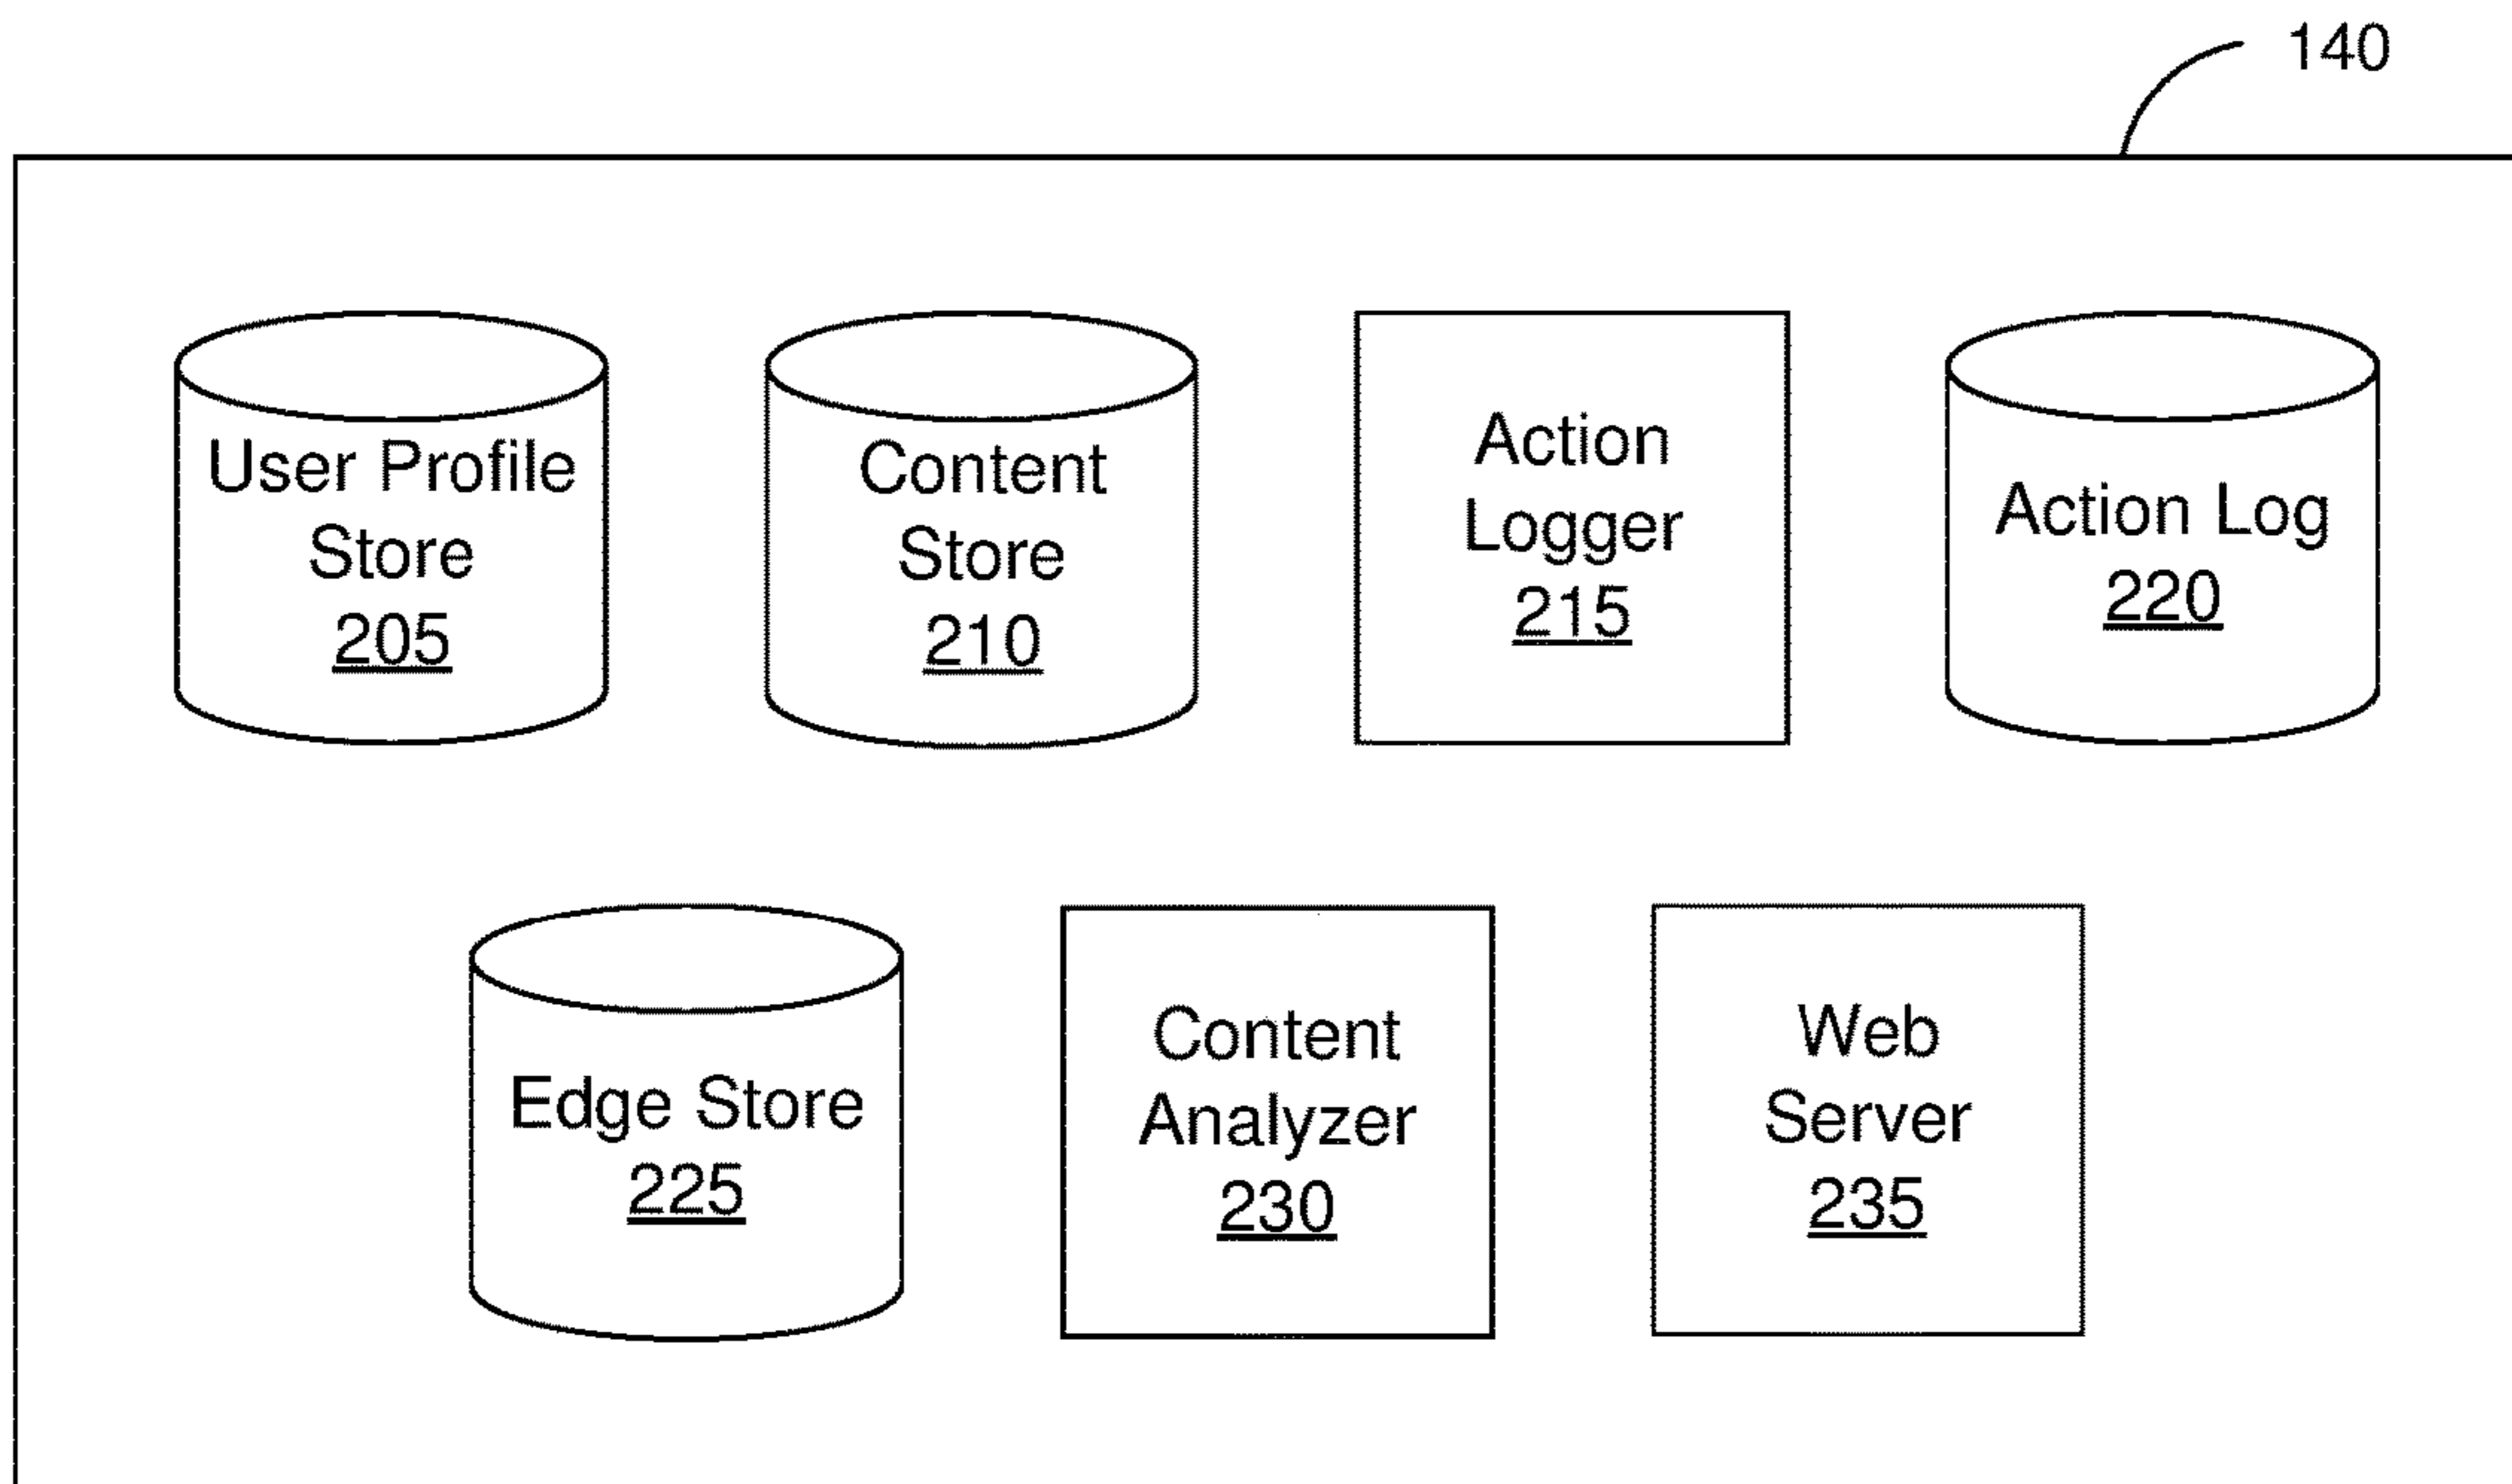 140
User Profile
Store
205
Content
Store
210
Action
Logger
215
Action Log
220
Edge Store
225
Content
Analyzer
230
Web
Server
235